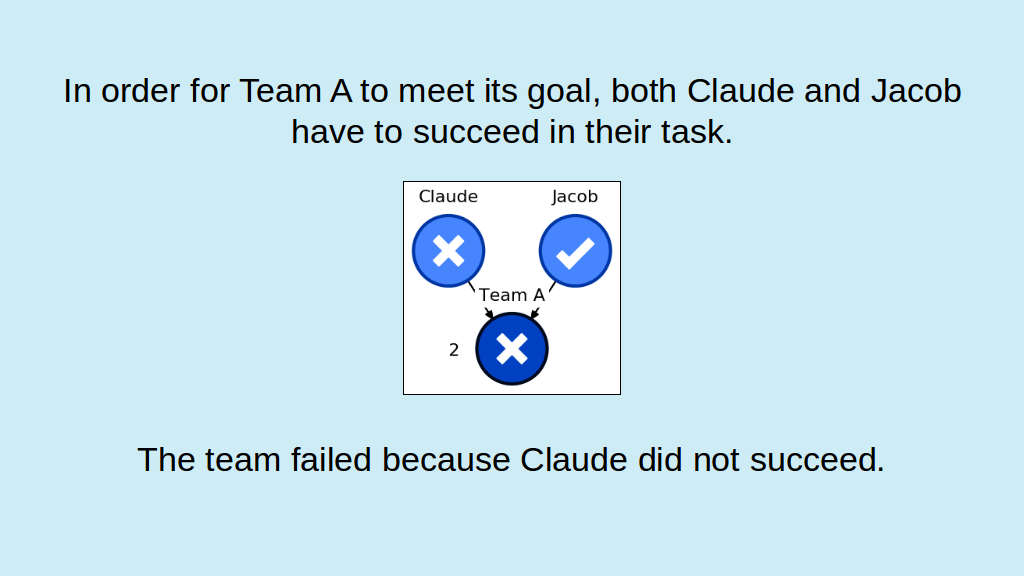 In order for Team A to meet its goal, both Claude and Jacob
have to succeed in their task.
Claude Jacob
Team A
2
The team failed because Claude did not succeed.